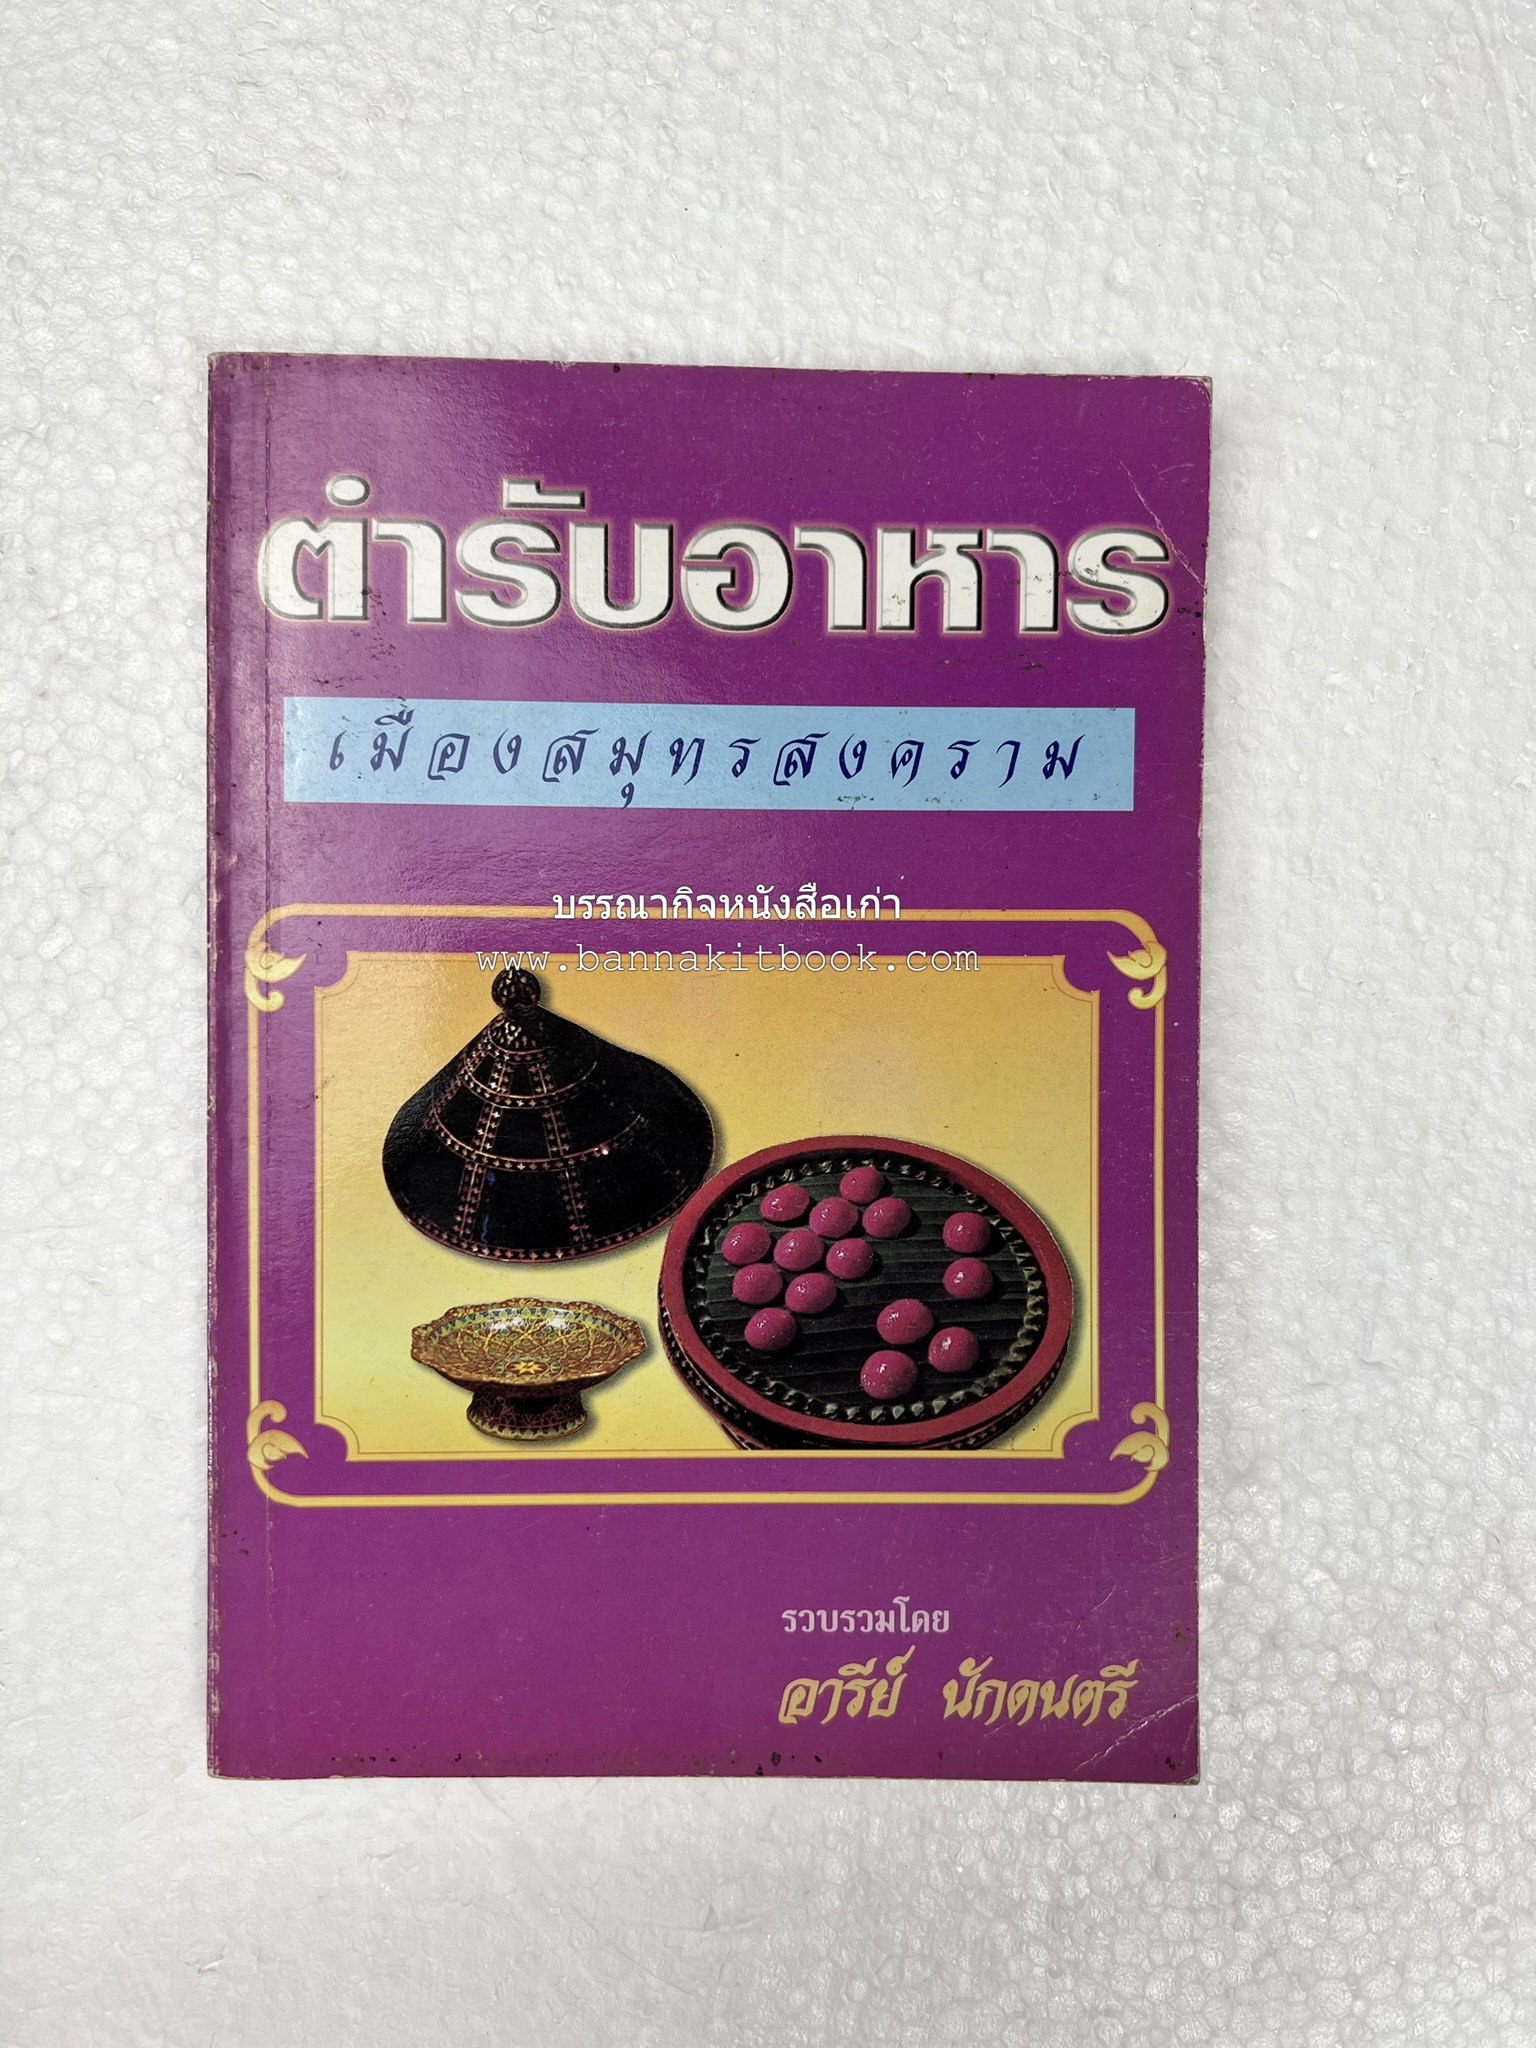 ตำรับอาหาร
เมืองสมุทรสงคราม
บรรณากิจหนังสือเก่า
www.bannakitbook.com
รวบรวมโดย
อารีย์ นักดนตรี